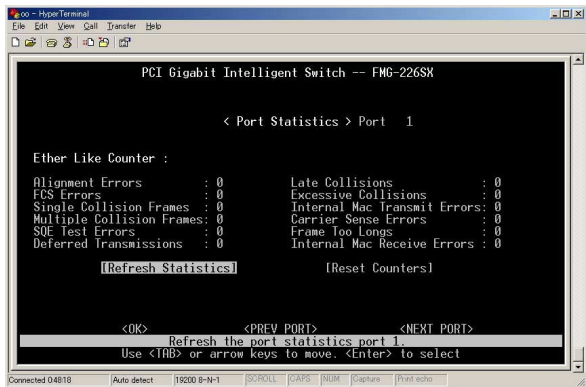 oo - HyperTerminal
File Edit View Call Transfer Help
PCI Gigabit Intelligent Switch -- FMG-226SX
< Port Statistics > Port 1
Ether Like Counter :
Alignment Errors : 0 Late Collisions : 0
FCS Errors : 0 Excessive Collisions : 0
Single Collision Frames : 0 Internal Mac Transmit Errors: 0
Multiple Collision Frames: 0 Carrier Sense Errors : 0
SQE Test Errors : 0 Frame Too Longs : 0
Deferred Transmissions : 0 Internal Mac Receive Errors : 0
[Refresh Statistics] [Reset Counters]
<OK> <PREV PORT> <NEXT PORT>
Refresh the port statistics port 1.
Use <TAB> or arrow keys to move. <Enter> to select
Connected 0:48:18 Auto detect 19200 8-N-1 SCROLL CAPS NUM Capture Print echo